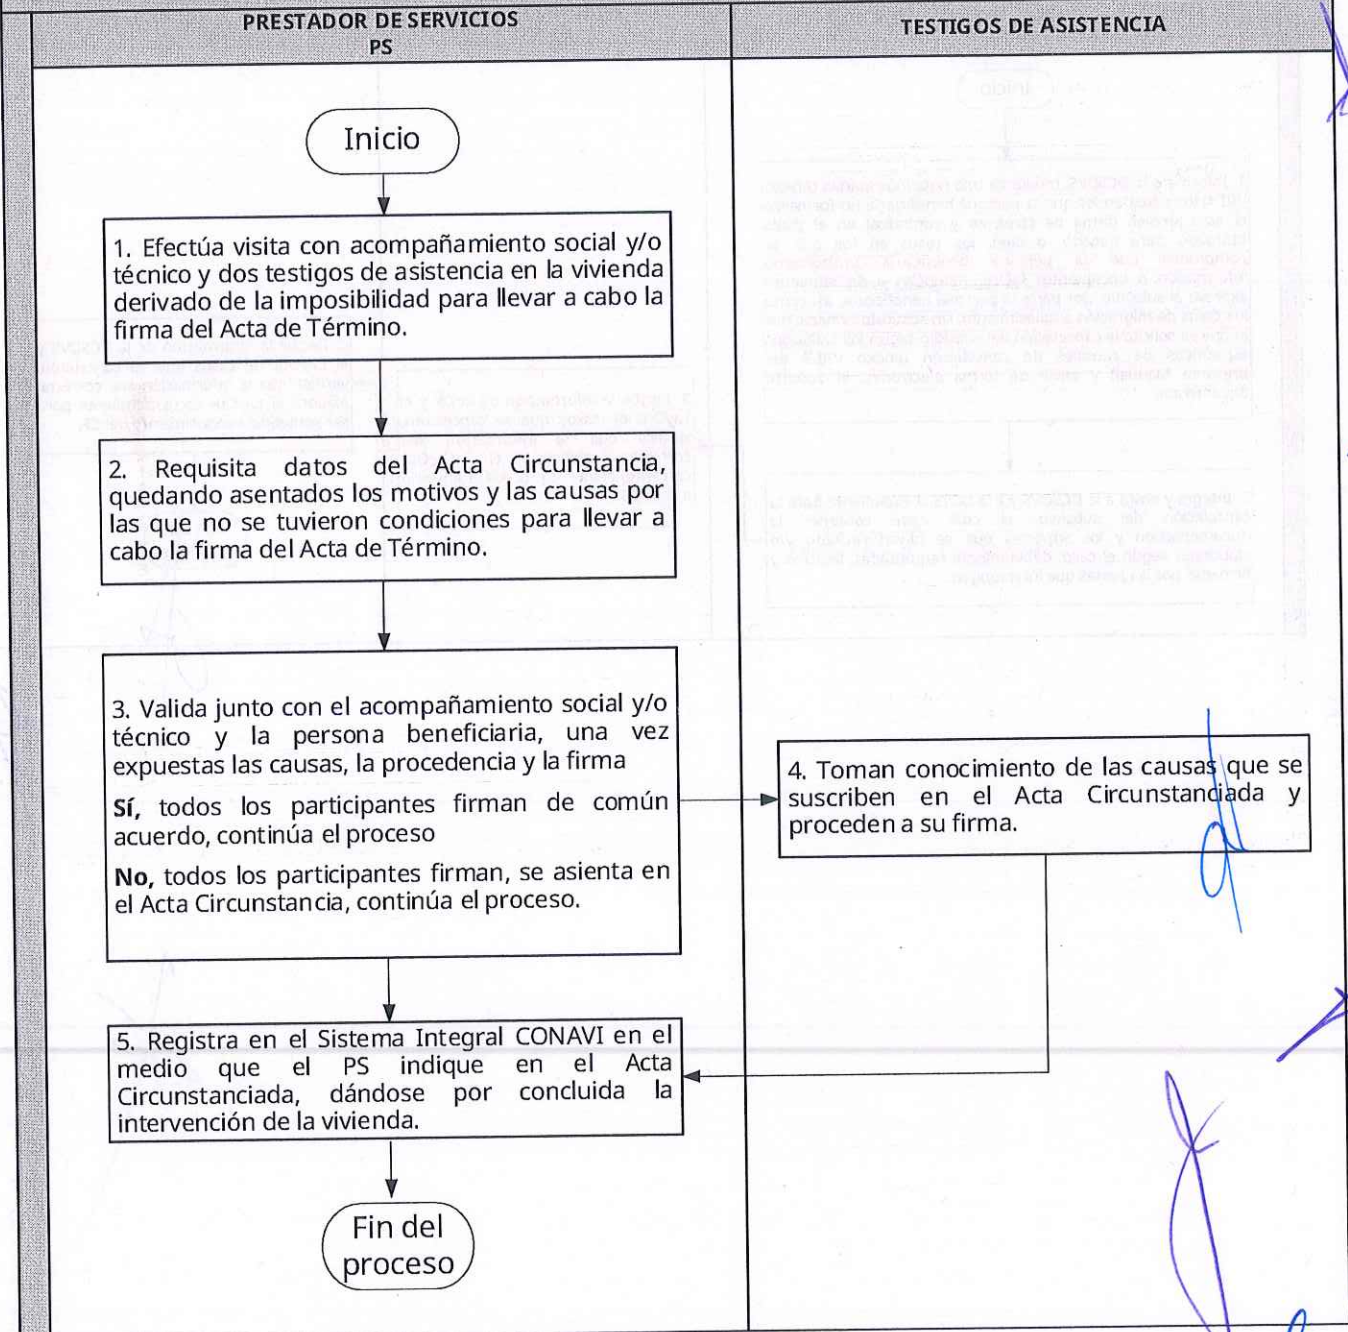 PRESTADOR DE SERVICIOS
PS
TESTIGOS DE ASISTENCIA
Inicio
1. Efectúa visita con acompañamiento social y/o
técnico y dos testigos de asistencia en la vivienda
derivado de la imposibilidad para llevar a cabo la
firma del Acta de Término.
2. Requisita datos del Acta Circunstancia,
quedando asentados los motivos y las causas por
las que no se tuvieron condiciones para llevar a
cabo la firma del Acta de Término.
3. Valida junto con el acompañamiento social y/o
técnico y la persona beneficiaria, una vez
expuestas las causas, la procedencia y la firma
Sí, todos los participantes firman de común
acuerdo, continúa el proceso
No, todos los participantes firman, se asienta en
el Acta Circunstancia, continúa el proceso.
4. Toman conocimiento de las causas que se
suscriben en el Acta Circunstanciada y
proceden a su firma.
5. Registra en el Sistema Integral CONAVI en el
medio que el PS indique en el Acta
Circunstanciada, dándose por concluida la
intervención de la vivienda.
Fin del
proceso